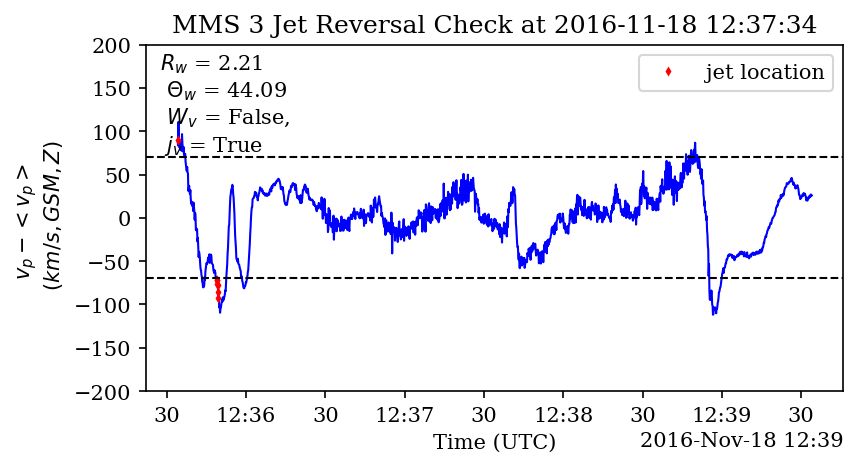 MMS 3 Jet Reversal Check at 2016-11-18 12:37:34
R_w = 2.21
Θ_w = 44.09
W_v = False,
j_v = True
jet location
v_p − < v_p >
(km/s, GSM, Z)
200
150
100
50
0
−50
−100
−150
−200
30 12:36 30 12:37 30 12:38 30 12:39 30
Time (UTC)
2016-Nov-18 12:39